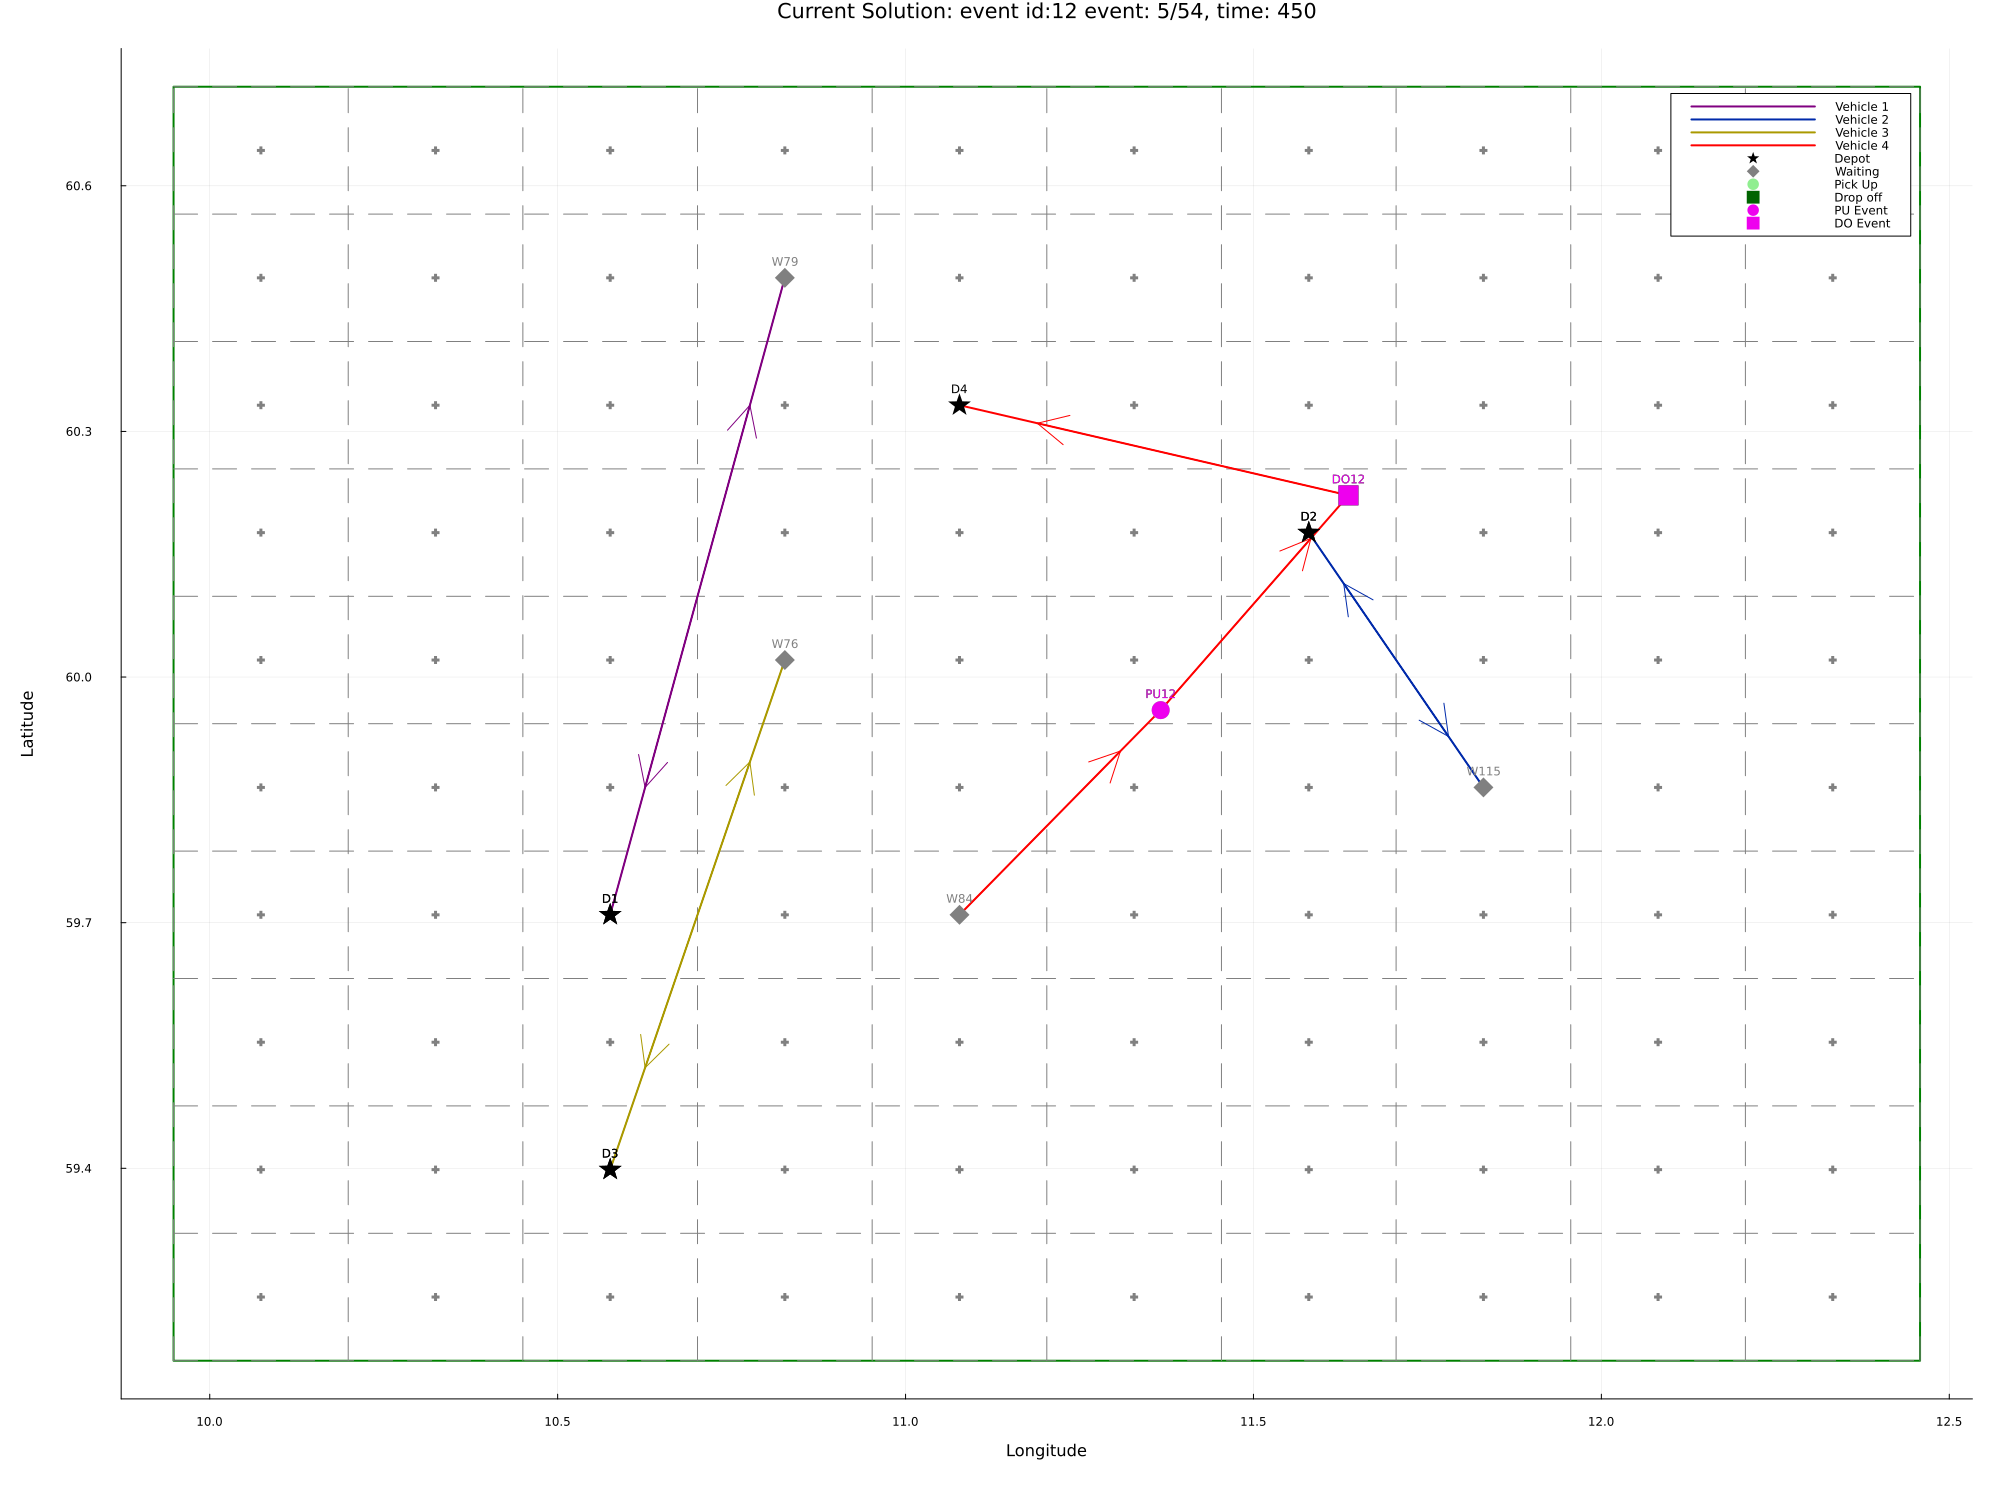 Current Solution: event id:12 event: 5/54, time: 450
Vehicle 1
Vehicle 2
Vehicle 3
Vehicle 4
Depot
Waiting
Pick Up
Drop off
PU Event
DO Event
60.6
60.3
60.0
59.7
59.4
Latitude
W79
D4
DO12
D2
W76
PU12
W115
D1
W84
D3
10.0
10.5
11.0
11.5
12.0
12.5
Longitude